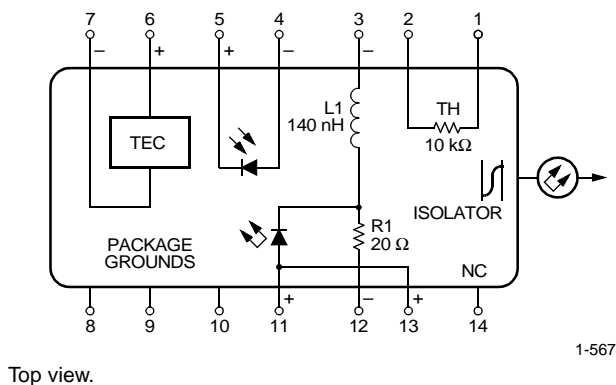 7 6 5 4 3 2 1
– + + – –
L1
140 nH
TH
10 kΩ
TEC
ISOLATOR
R1
20 Ω
PACKAGE
GROUNDS
NC
+ – +
8 9 10 11 12 13 14
1-567
Top view.